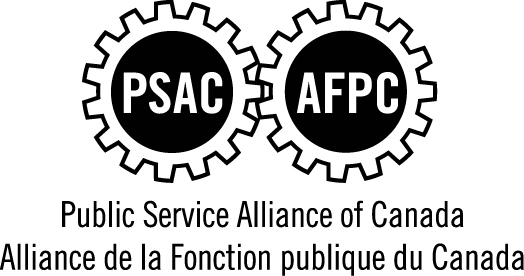 PSAC AFPC
Public Service Alliance of Canada
Alliance de la Fonction publique du Canada